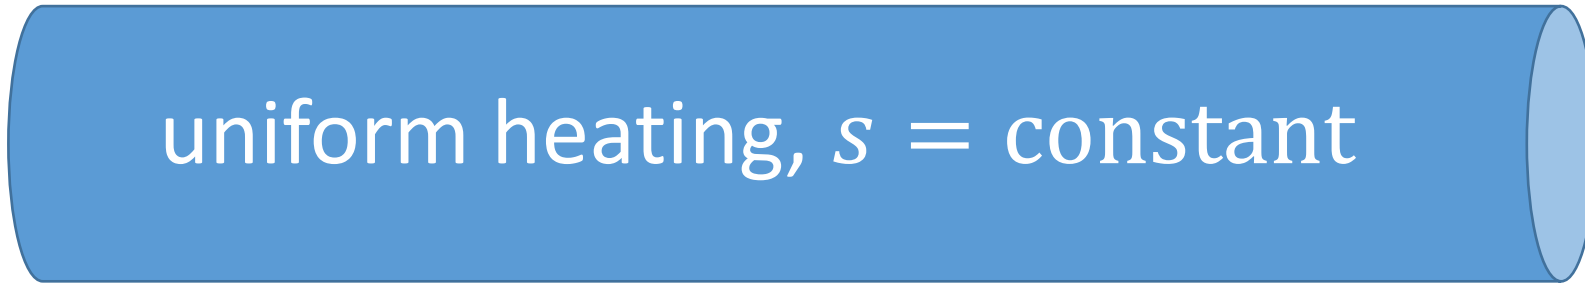 uniform heating, s = constant